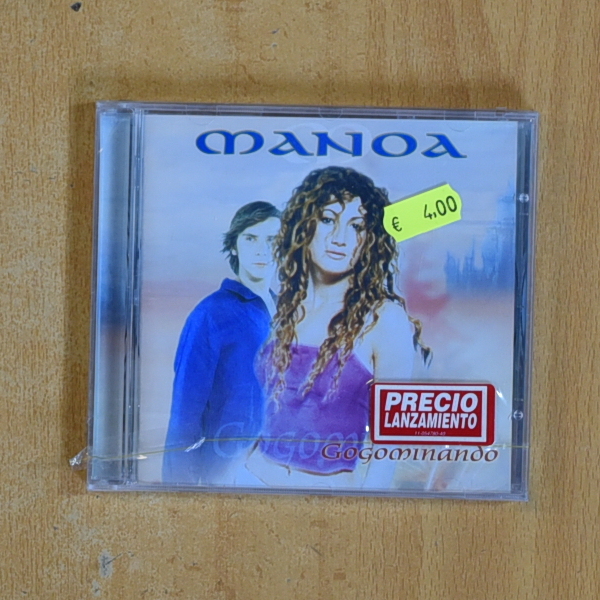 MANOA
€ 4,00
PRECIO
LANZAMIENTO
Gogominando